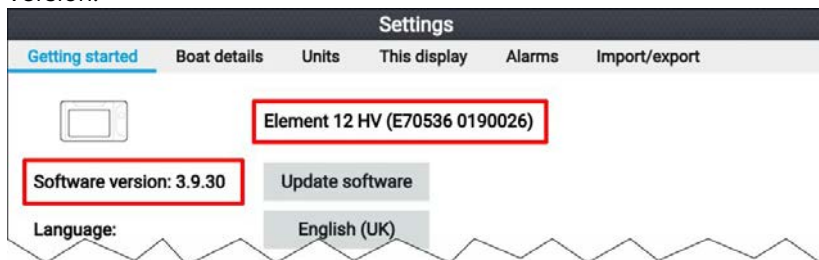 Settings
Getting started Boat details Units This display Alarms Import/export
Element 12 HV (E70536 0190026)
Software version: 3.9.30 Update software
Language: English (UK)